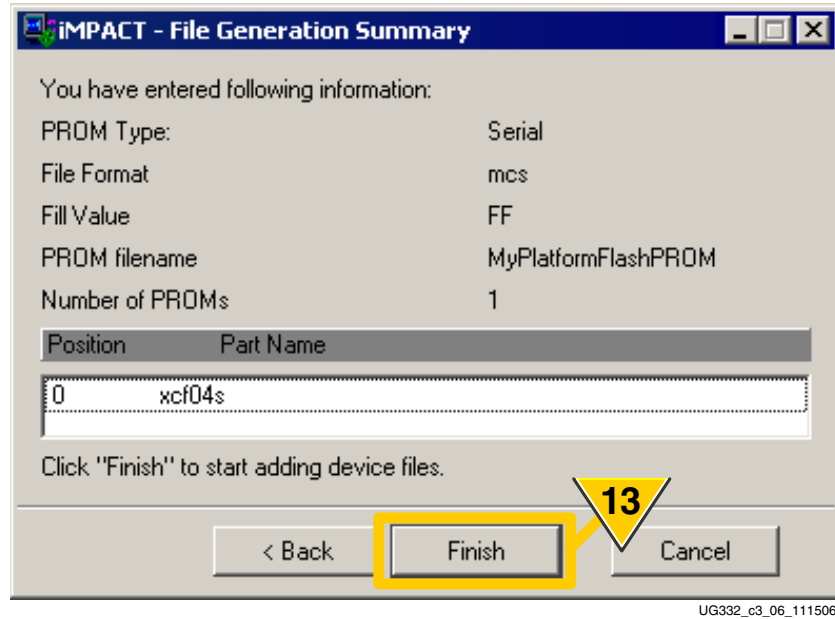 iMPACT - File Generation Summary
You have entered following information:
PROM Type: Serial
File Format mcs
Fill Value FF
PROM filename MyPlatformFlashPROM
Number of PROMs 1
Position Part Name
0 xcf04s
Click "Finish" to start adding device files.
13
< Back Finish Cancel
UG332_c3_06_111506